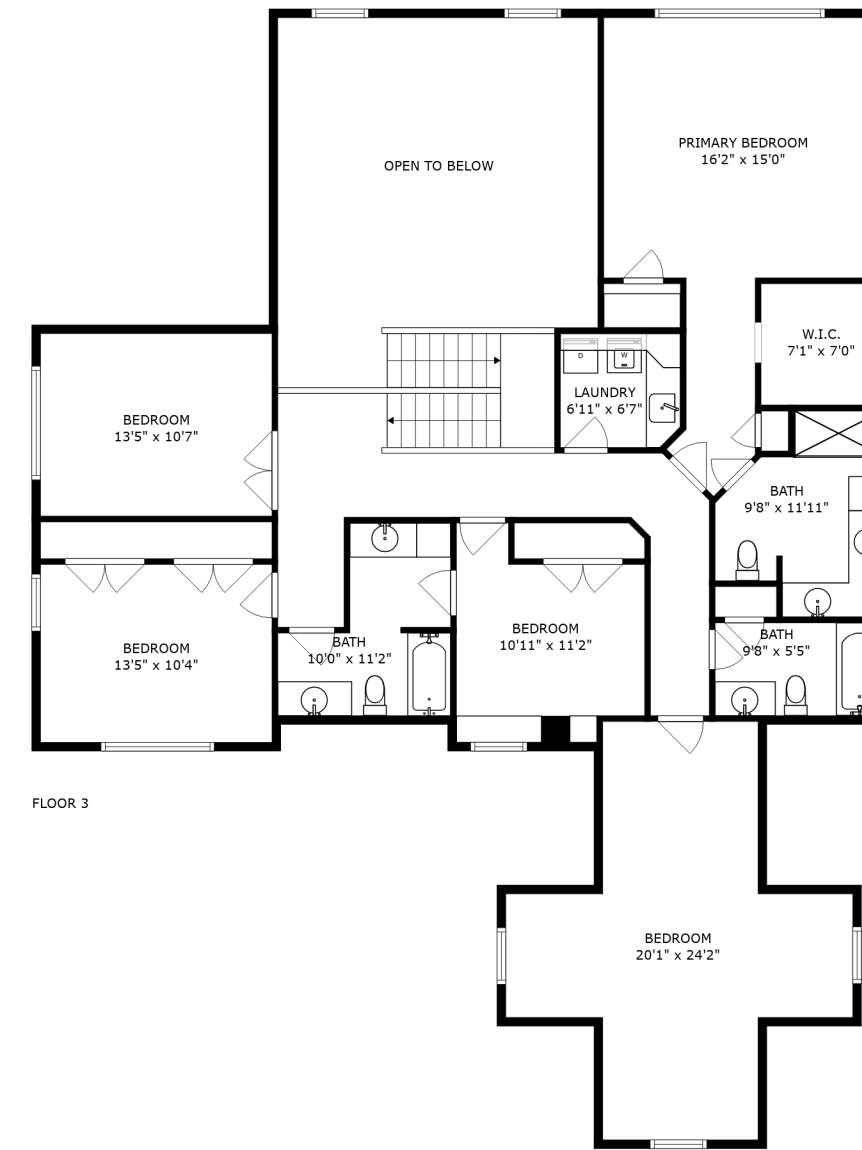 PRIMARY BEDROOM
16'2" x 15'0"
OPEN TO BELOW
W.I.C.
7'1" x 7'0"
D
W
LAUNDRY
6'11" x 6'7"
BEDROOM
13'5" x 10'7"
BATH
9'8" x 11'11"
BEDROOM
10'11" x 11'2"
BATH
10'0" x 11'2"
BATH
9'8" x 5'5"
BEDROOM
13'5" x 10'4"
FLOOR 3
BEDROOM
20'1" x 24'2"